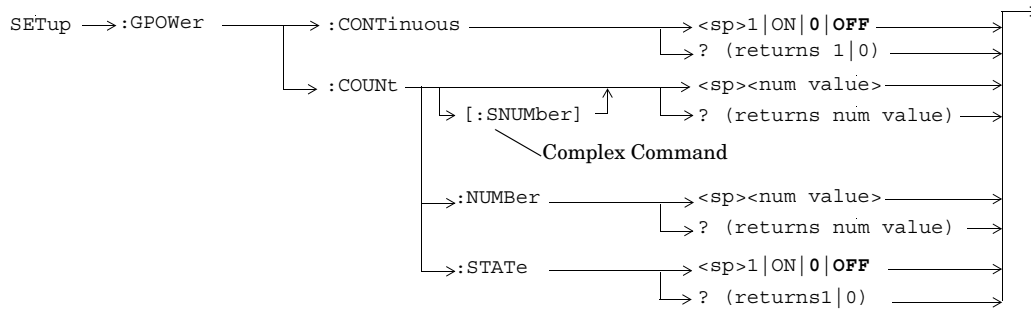 SETup :GPOWer :CONTinuous <sp>1|ON|0|OFF
? (returns 1|0)
:COUNt <sp><num value>
[:SNUMber] ? (returns num value)
Complex Command
:NUMBer <sp><num value>
? (returns num value)
:STATe <sp>1|ON|0|OFF
? (returns1|0)